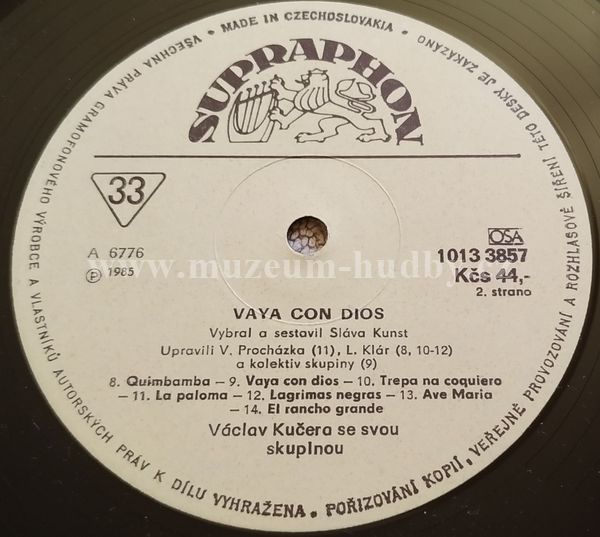 VŠECHNA PRÁVA GRAMOFONOVÉHO VÝROBCE A VLASTNÍKŮ AUTORSKÝCH PRÁV K DÍLU VYHRAŽENA. POŘIZOVÁNÍ KOPIÍ, VEŘEJNÉ PROVOZOVÁNÍ A ROZHLASOVÉ ŠÍŘENÍ TÉTO DESKY JE ZAKÁZÁNO • MADE IN CZECHOSLOVAKIA •
SUPRAPHON
33
A 6776
Ⓟ 1985
OSA
1013 3857
Kčs 44,-
2. strano
www.muzeum-hudby
VAYA CON DIOS
Vybral a sestavil Sláva Kunst
Upravili V. Procházka (11), L. Klár (8, 10-12)
a kolektiv skupiny (9)
8. Quimbamba – 9. Vaya con dios – 10. Trepa na coquiero
– 11. La paloma – 12. Lagrimas negras – 13. Ave Maria –
– 14. El rancho grande
Václav Kučera se svou
skupinou